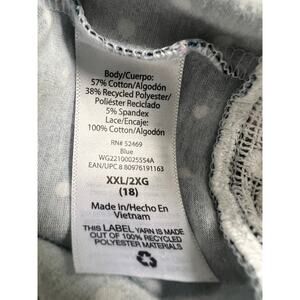 Body/Cuerpo:
57% Cotton/Algodón
38% Recycled Polyester/
Poliéster Reciclado
5% Spandex
Lace/Encaje:
100% Cotton/Algodón
RN# 52469
Blue
WG22100025554A
EAN/UPC 8 80976191163
XXL/2XG
(18)
Made in/Hecho En
Vietnam
THIS LABEL YARN IS MADE
OUT OF 100% RECYCLED
POLYESTER MATERIALS